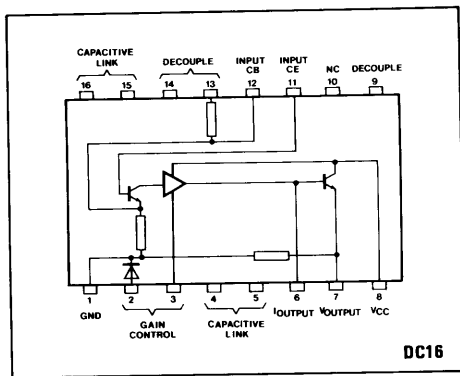 CAPACITIVE LINK
DECOUPLE
INPUT CB
INPUT CE
NC
DECOUPLE
16 15 14 13 12 11 10 9
1 2 3 4 5 6 7 8
GND
GAIN CONTROL
CAPACITIVE LINK
IOUTPUT
VOUTPUT
VCC
DC16